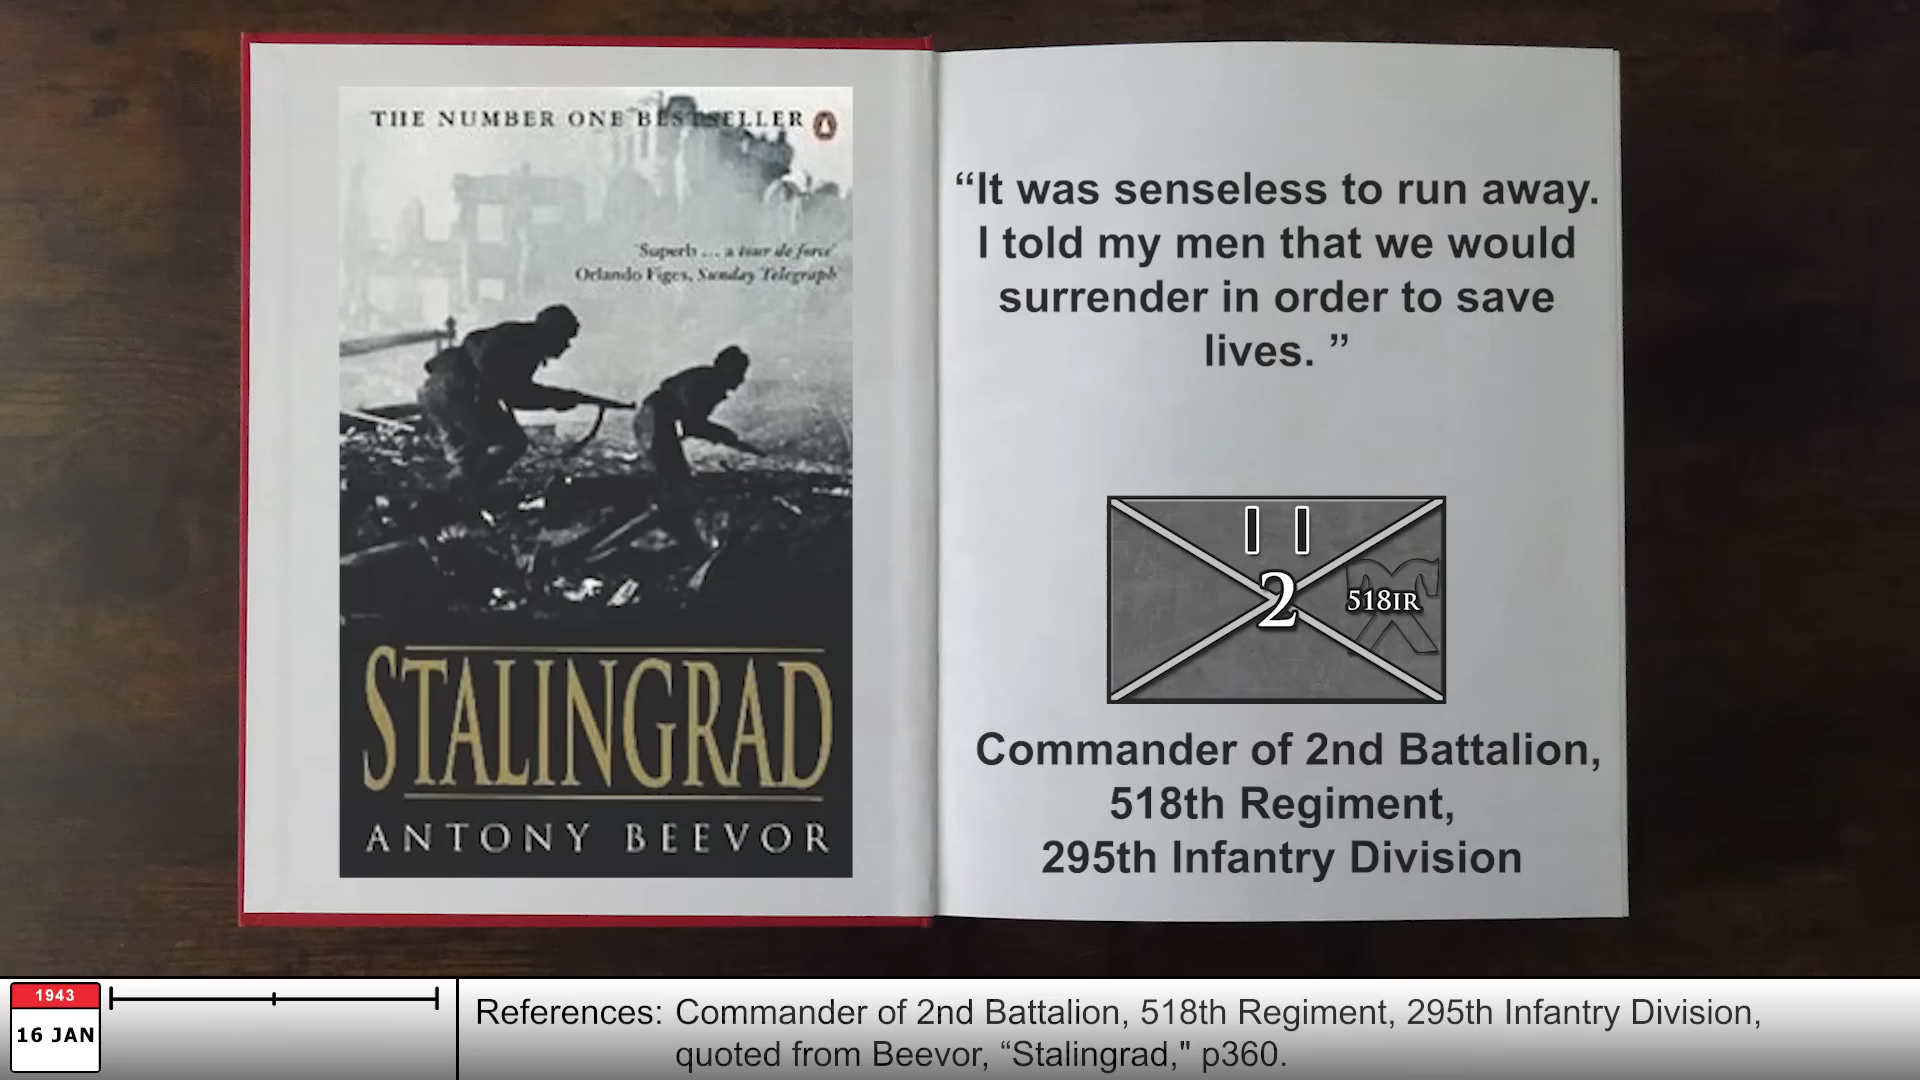 THE NUMBER ONE BESTSELLER
'Superb ... a tour de force'
Orlando Figes, Sunday Telegraph
STALINGRAD
ANTONY BEEVOR
“It was senseless to run away.
I told my men that we would
surrender in order to save
lives. ”
2
518IR
Commander of 2nd Battalion,
518th Regiment,
295th Infantry Division
1943
16 JAN
References: Commander of 2nd Battalion, 518th Regiment, 295th Infantry Division,
quoted from Beevor, “Stalingrad," p360.